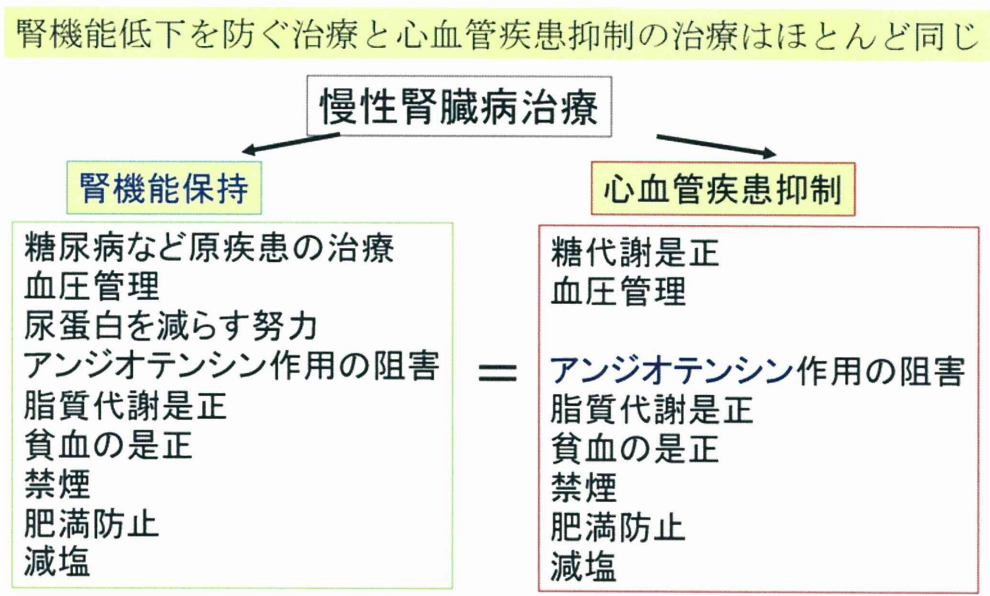 腎機能低下を防ぐ治療と心血管疾患抑制の治療はほとんど同じ
慢性腎臓病治療
腎機能保持
糖尿病など原疾患の治療
血圧管理
尿蛋白を減らす努力
アンジオテンシン作用の阻害
脂質代謝是正
貧血の是正
禁煙
肥満防止
減塩
=
心血管疾患抑制
糖代謝是正
血圧管理
アンジオテンシン作用の阻害
脂質代謝是正
貧血の是正
禁煙
肥満防止
減塩